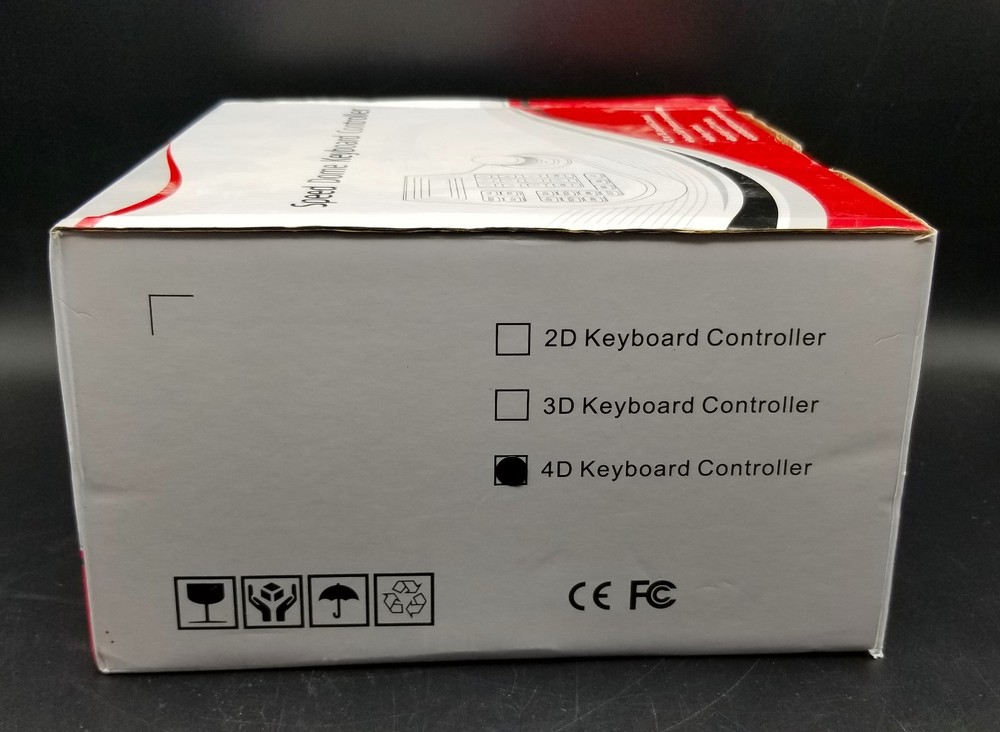 Speed Dome Keyboard Controller
2D Keyboard Controller
3D Keyboard Controller
4D Keyboard Controller
CE FC